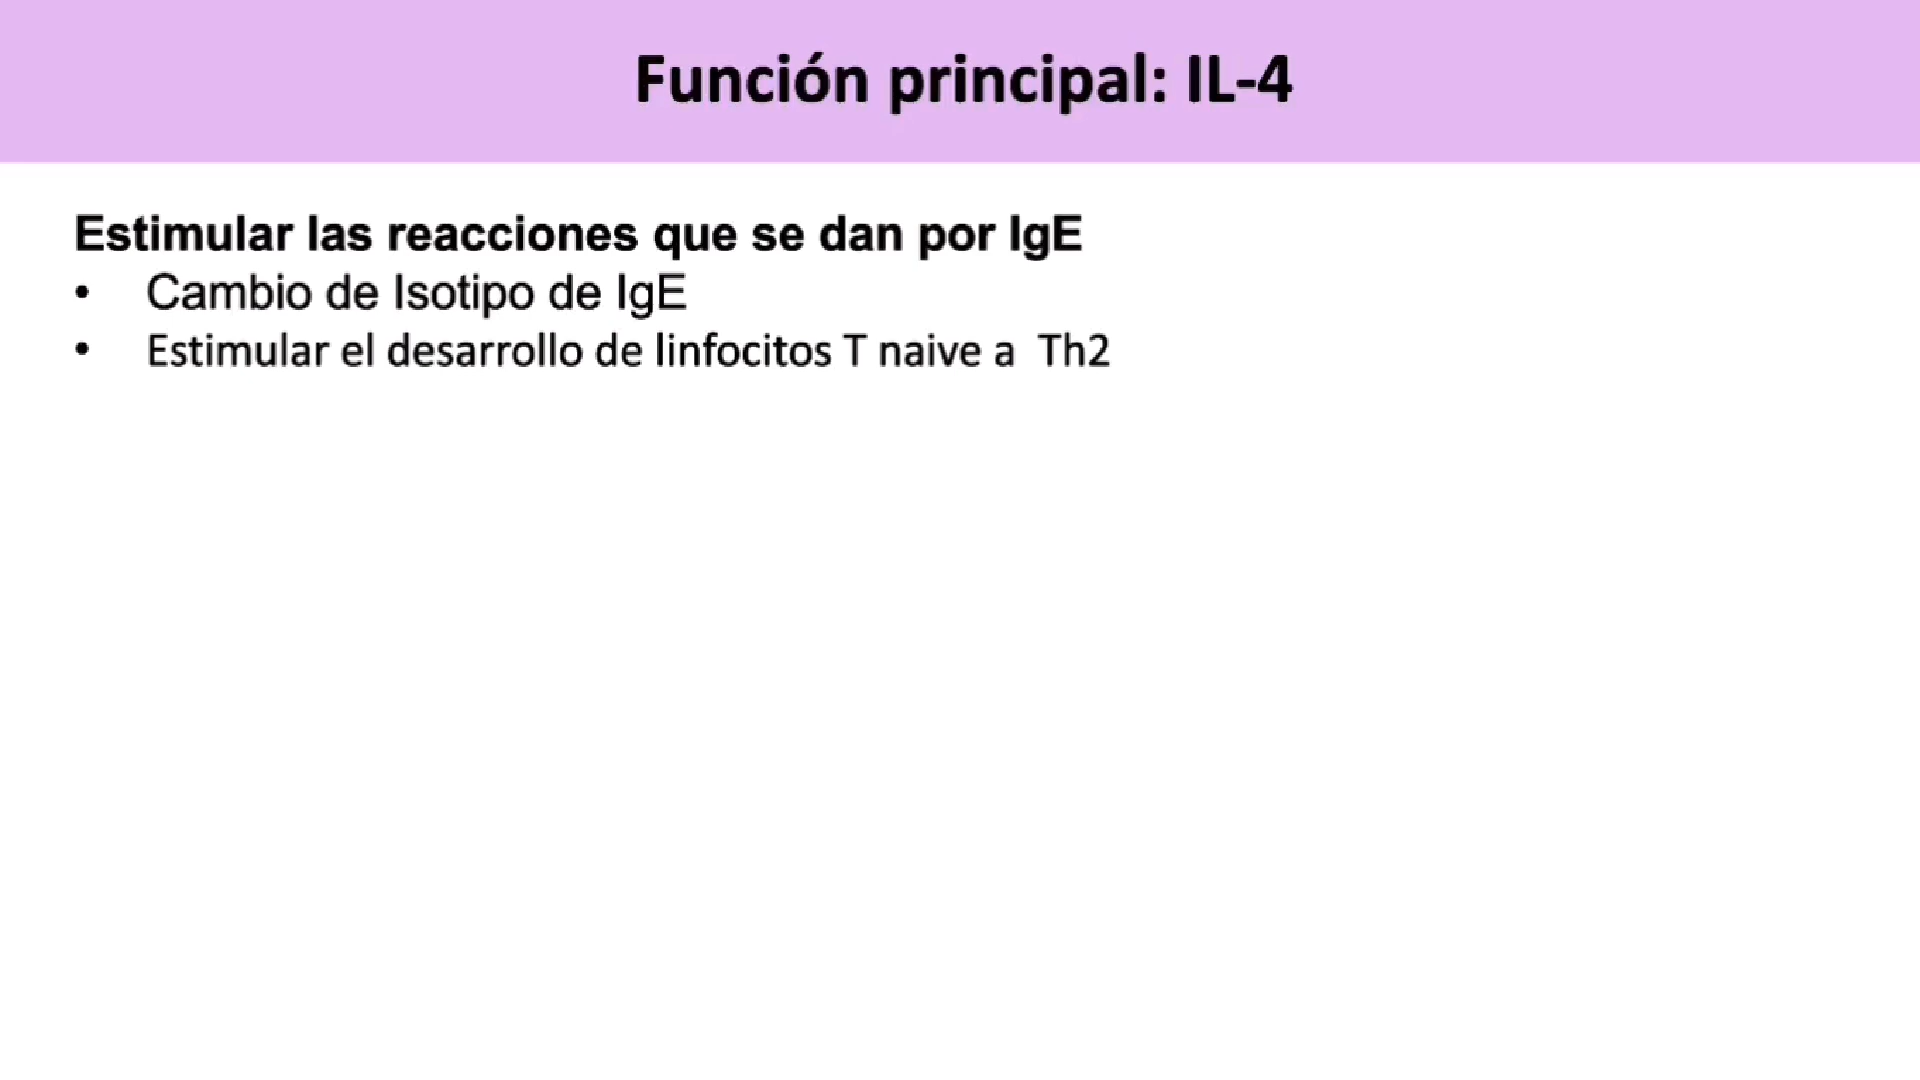 Función principal: IL-4
Estimular las reacciones que se dan por IgE
• Cambio de Isotipo de IgE
• Estimular el desarrollo de linfocitos T naive a  Th2